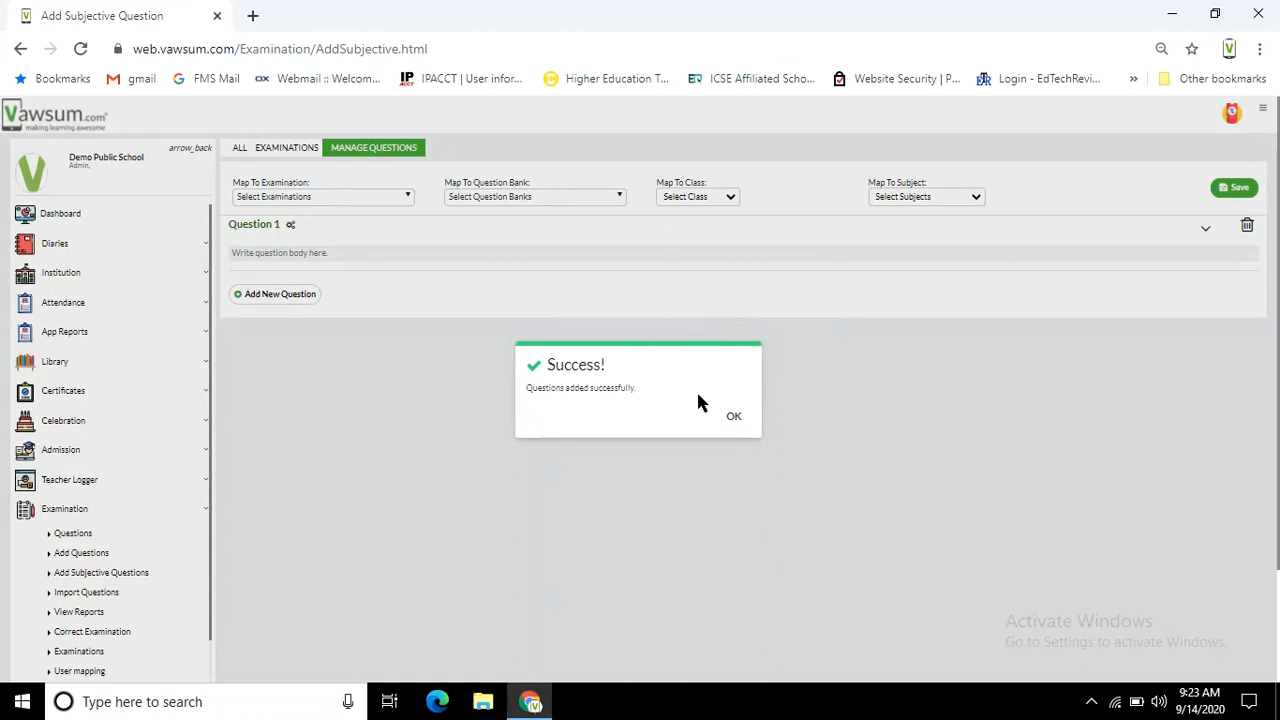 Add Subjective Question
web.vawsum.com/Examination/AddSubjective.html
Bookmarks gmail FMS Mail Webmail :: Welcom... IPACCT | User infor... Higher Education T... ICSE Affiliated Scho... Website Security | P... Login - EdTechRevi... » Other bookmarks
Vawsum.com
making learning awesome
Demo Public School
Admin,
arrow_back
ALL EXAMINATIONS MANAGE QUESTIONS
Map To Examination: Map To Question Bank: Map To Class: Map To Subject:
Select Examinations Select Question Banks Select Class Select Subjects Save
Question 1
Write question body here.
Add New Question
Success!
Questions added successfully.
OK
Dashboard
Diaries
Institution
Attendance
App Reports
Library
Certificates
Celebration
Admission
Teacher Logger
Examination
Questions
Add Questions
Add Subjective Questions
Import Questions
View Reports
Correct Examination
Examinations
User mapping
Activate Windows
Go to Settings to activate Windows.
Type here to search
9:23 AM
9/14/2020